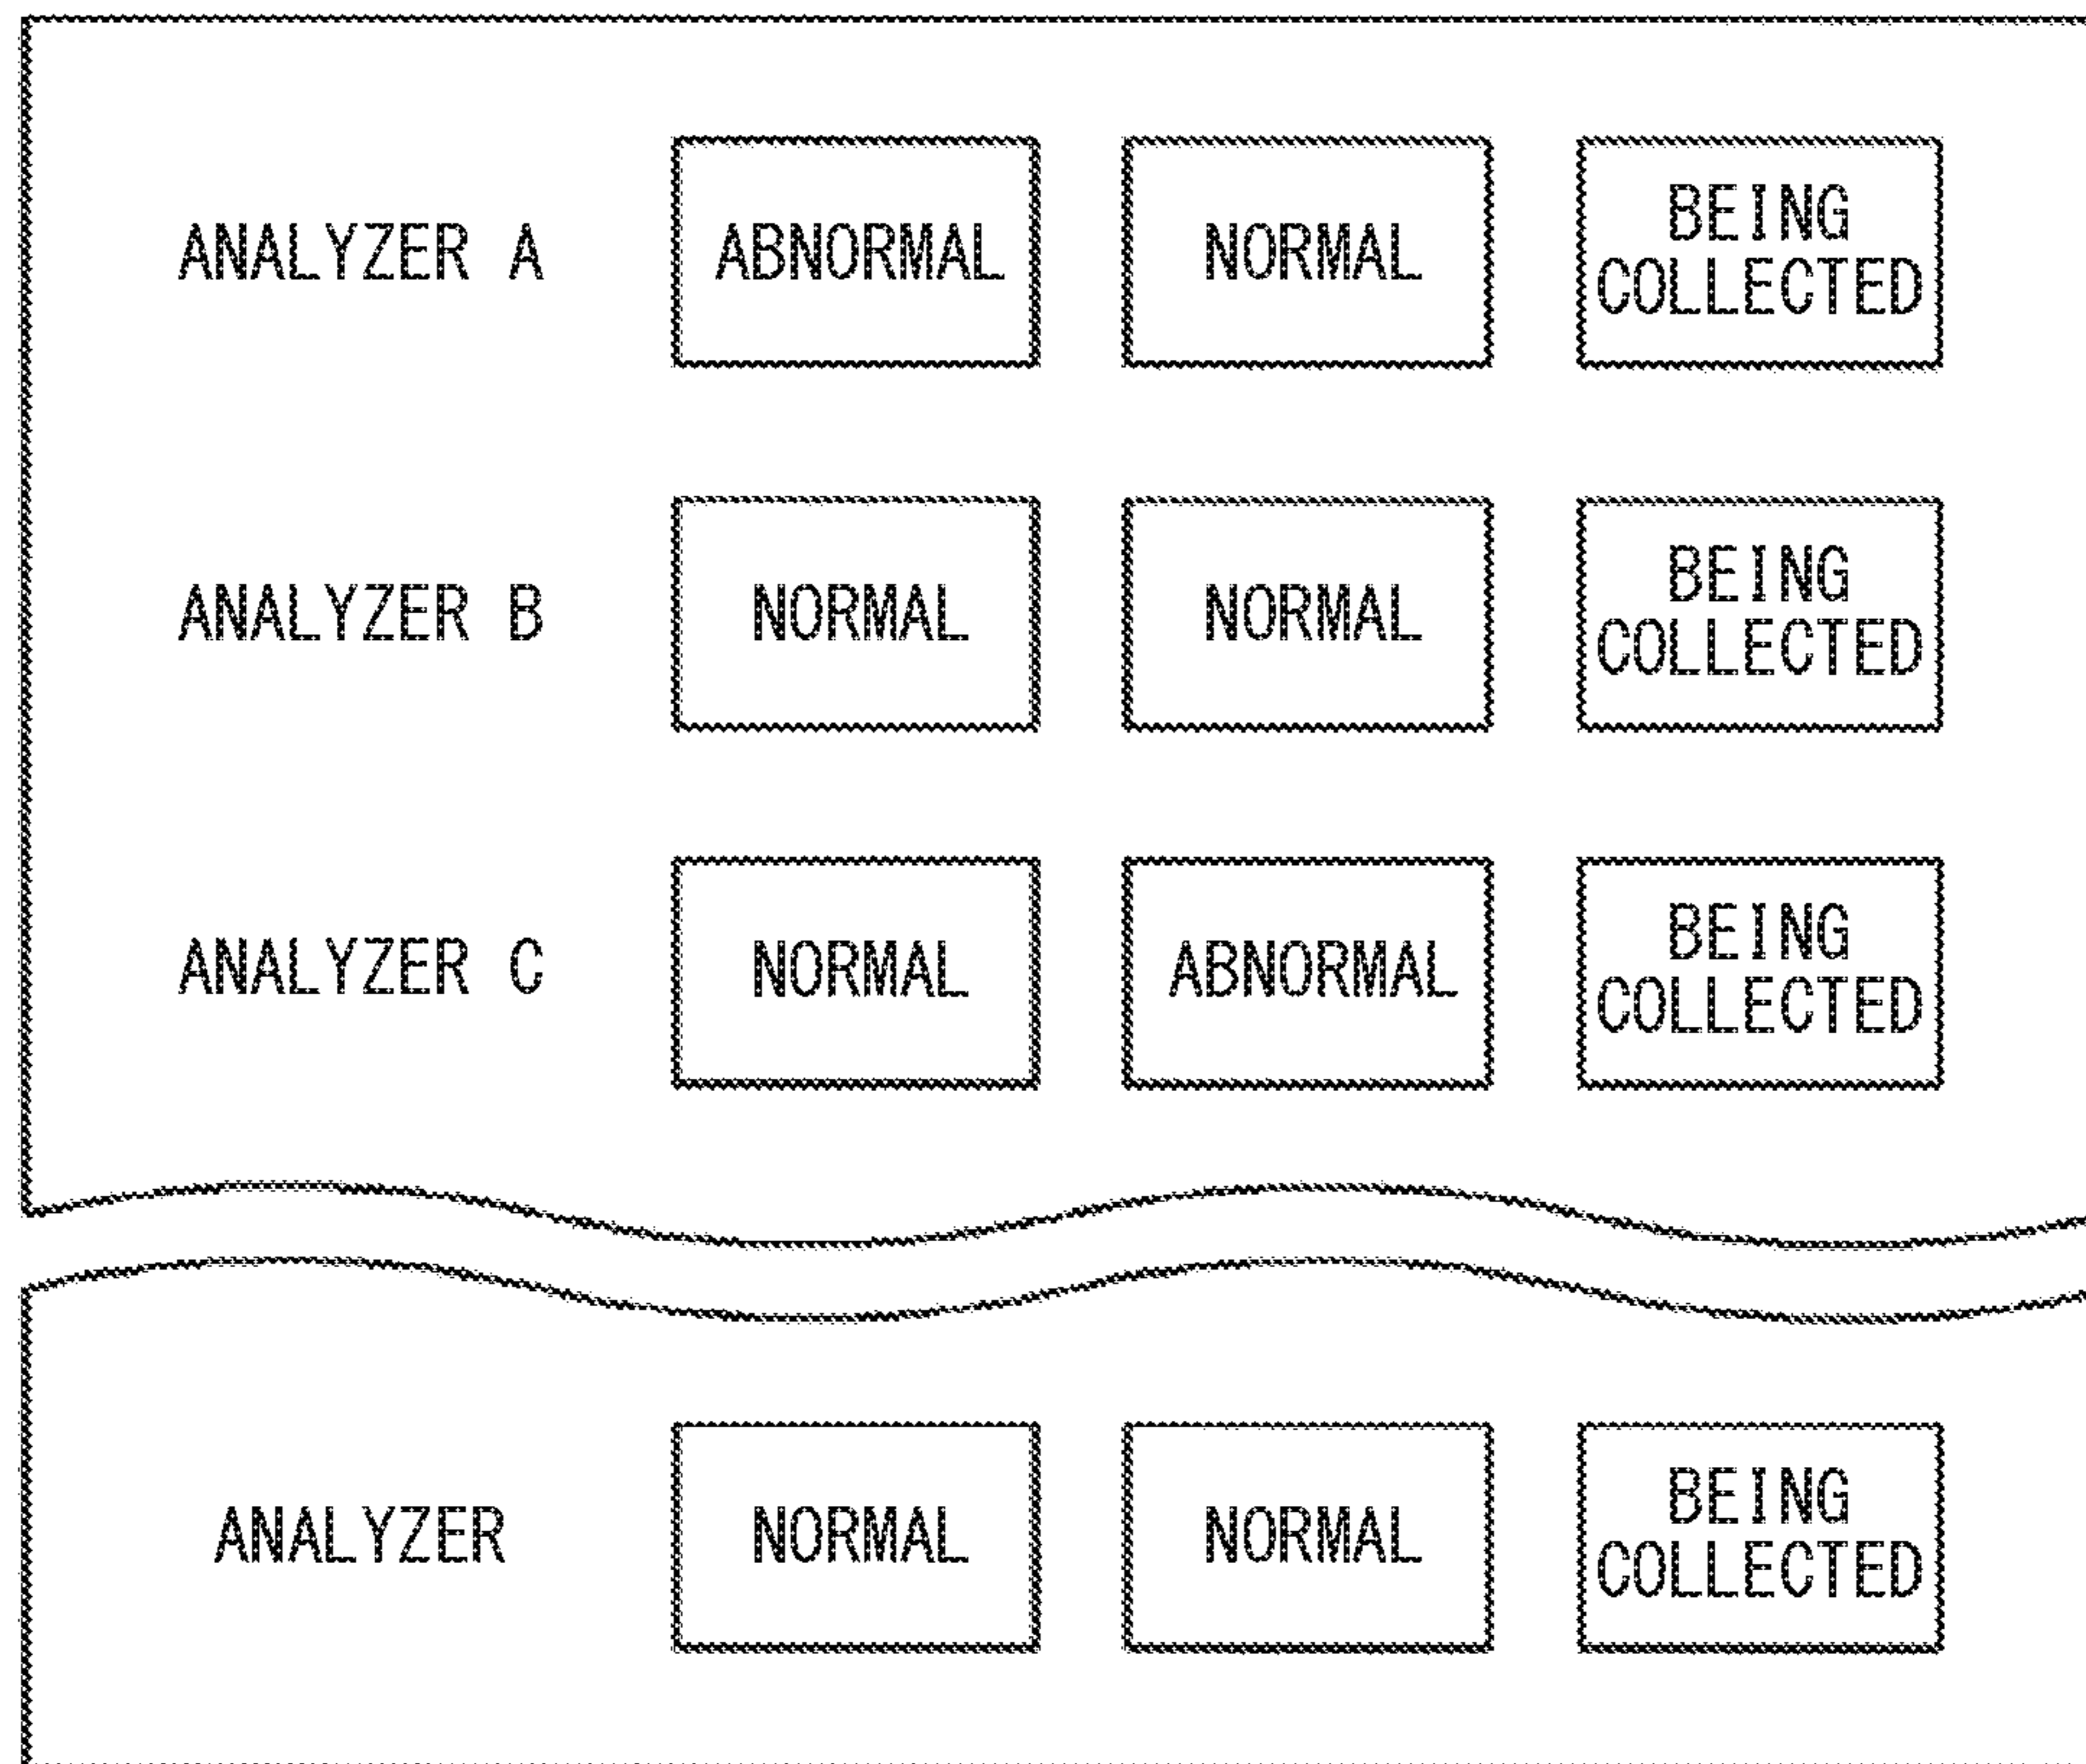 ANALYZER A ABNORMAL NORMAL BEING
COLLECTED
ANALYZER B NORMAL NORMAL BEING
COLLECTED
ANALYZER C NORMAL ABNORMAL BEING
COLLECTED
ANALYZER NORMAL NORMAL BEING
COLLECTED